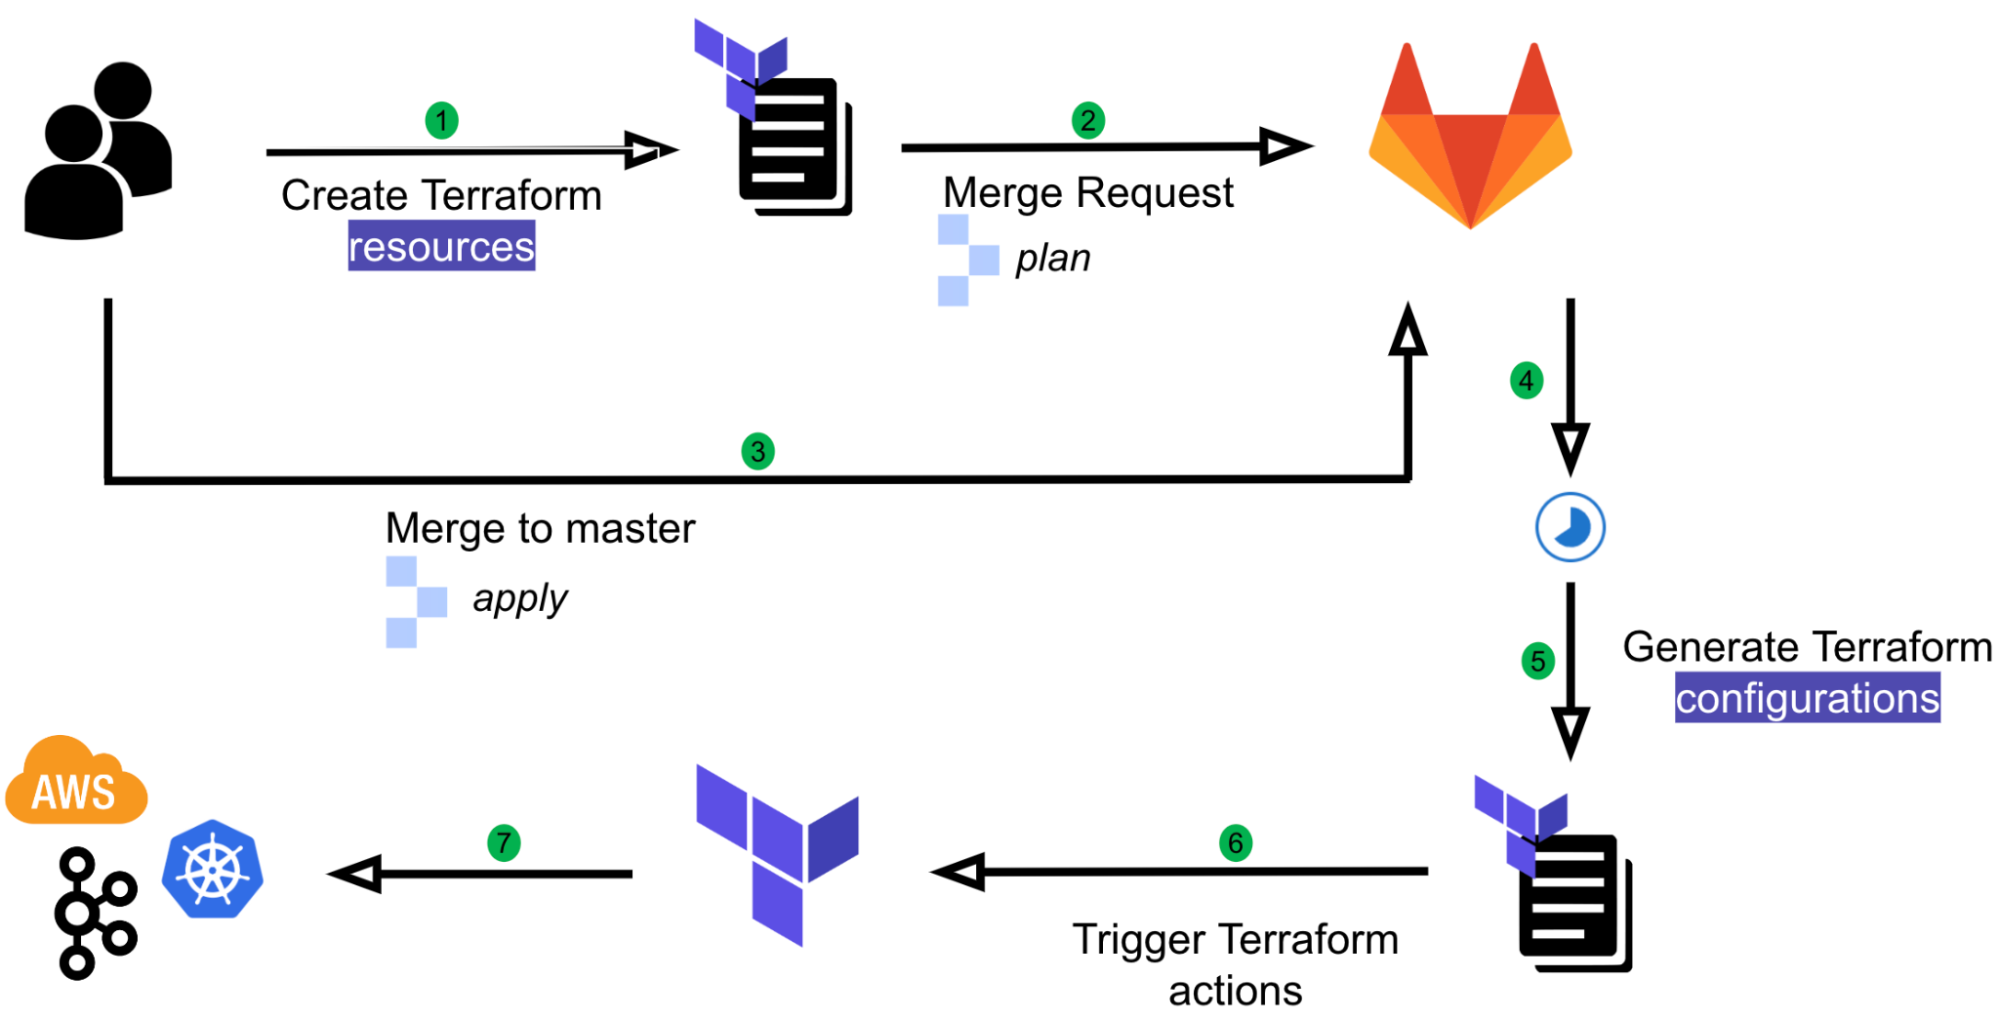 1
Create Terraform
resources
2
Merge Request
plan
3
Merge to master
apply
4
5
Generate Terraform
configurations
6
Trigger Terraform
actions
7
AWS